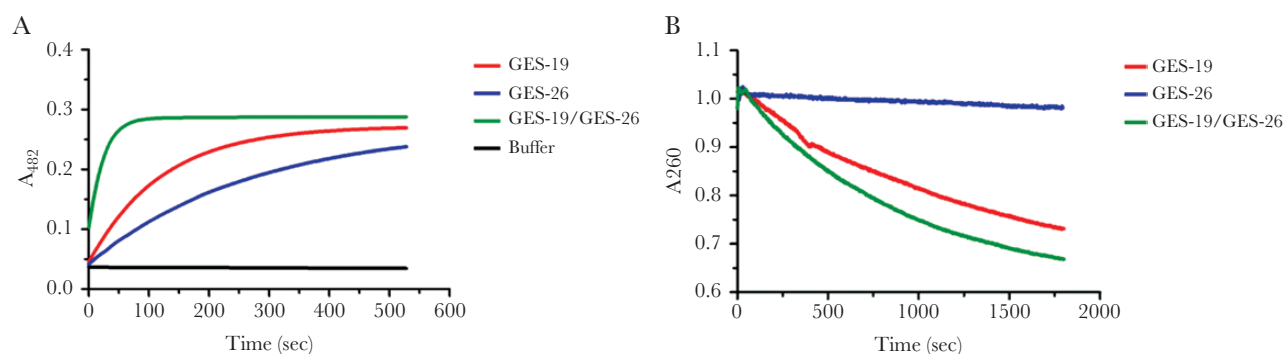 A
A482
0.4
0.3
0.2
0.1
0.0
0 100 200 300 400 500 600
Time (sec)
GES-19
GES-26
GES-19/GES-26
Buffer
B
A260
1.1
1.0
0.9
0.8
0.7
0.6
0 500 1000 1500 2000
Time (sec)
GES-19
GES-26
GES-19/GES-26